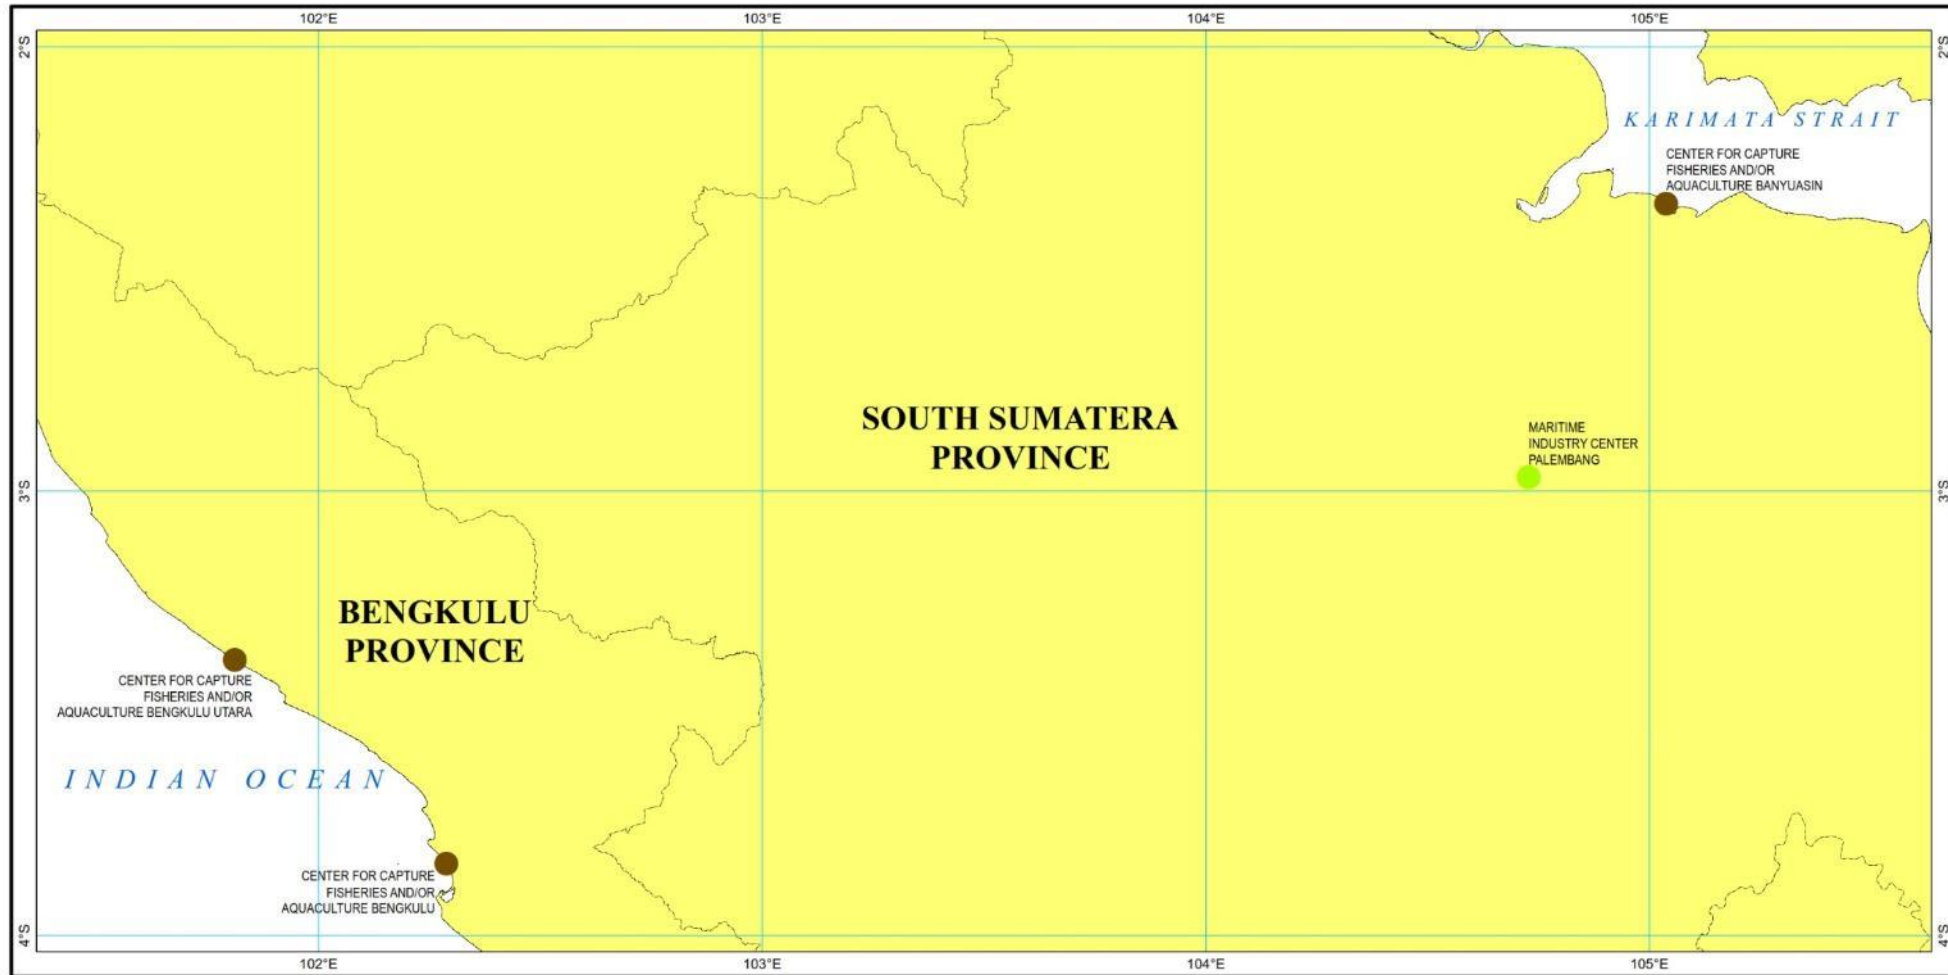 102°E
103°E
104°E
105°E
2°S
2°S
KARIMATA STRAIT
CENTER FOR CAPTURE
FISHERIES AND/OR
AQUACULTURE BANYUASIN
SOUTH SUMATERA
PROVINCE
MARITIME
INDUSTRY CENTER
PALEMBANG
3°S
3°S
BENGKULU
PROVINCE
CENTER FOR CAPTURE
FISHERIES AND/OR
AQUACULTURE BENGKULU UTARA
INDIAN OCEAN
CENTER FOR CAPTURE
FISHERIES AND/OR
AQUACULTURE BENGKULU
4°S
4°S
102°E
103°E
104°E
105°E